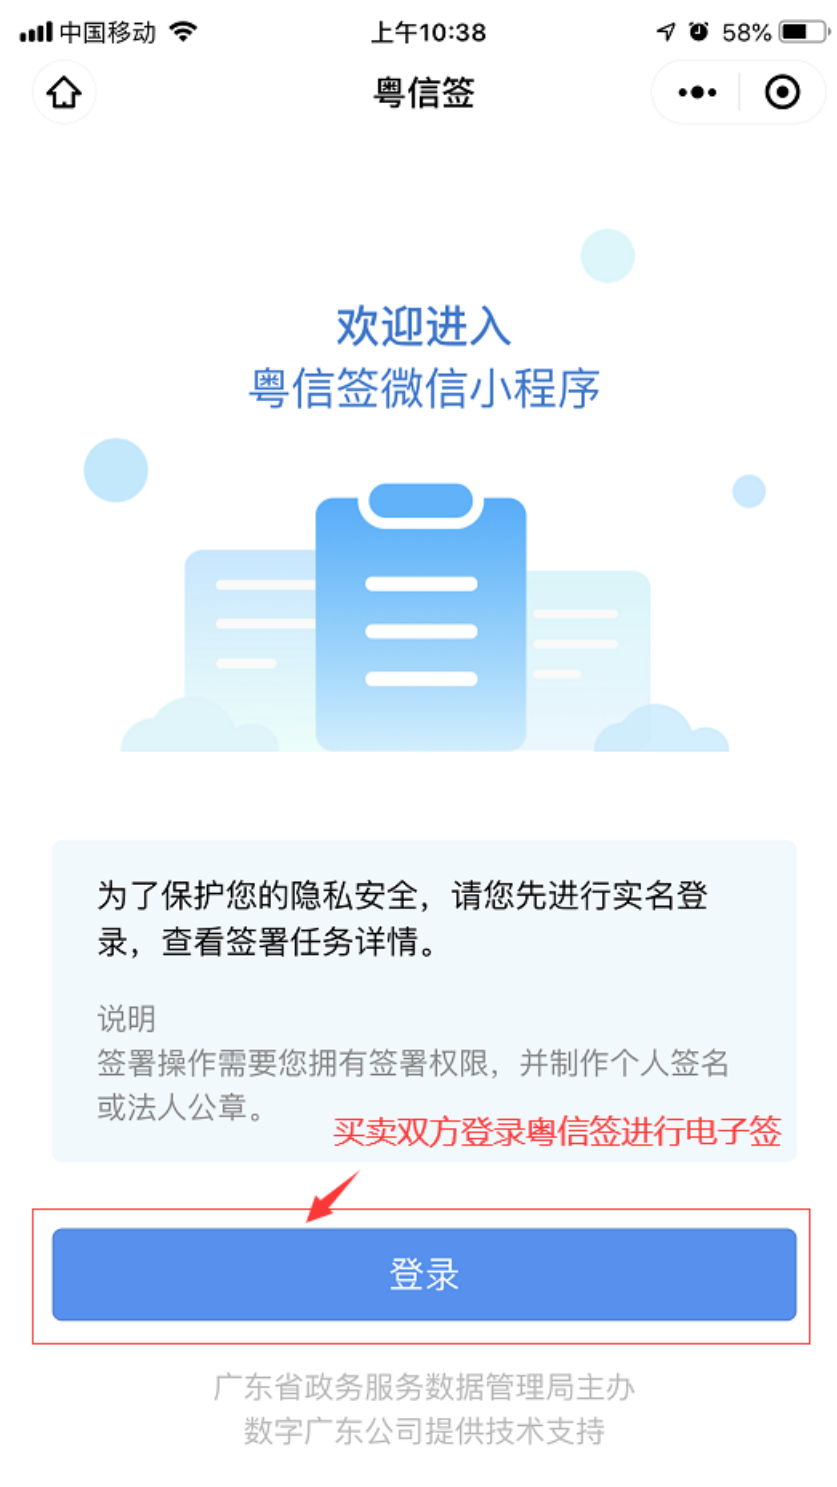 中国移动 上午10:38 58%
粤信签
欢迎进入
粤信签微信小程序
为了保护您的隐私安全，请您先进行实名登
录，查看签署任务详情。
说明
签署操作需要您拥有签署权限，并制作个人签名
或法人公章。
买卖双方登录粤信签进行电子签
登录
广东省政务服务数据管理局主办
数字广东公司提供技术支持